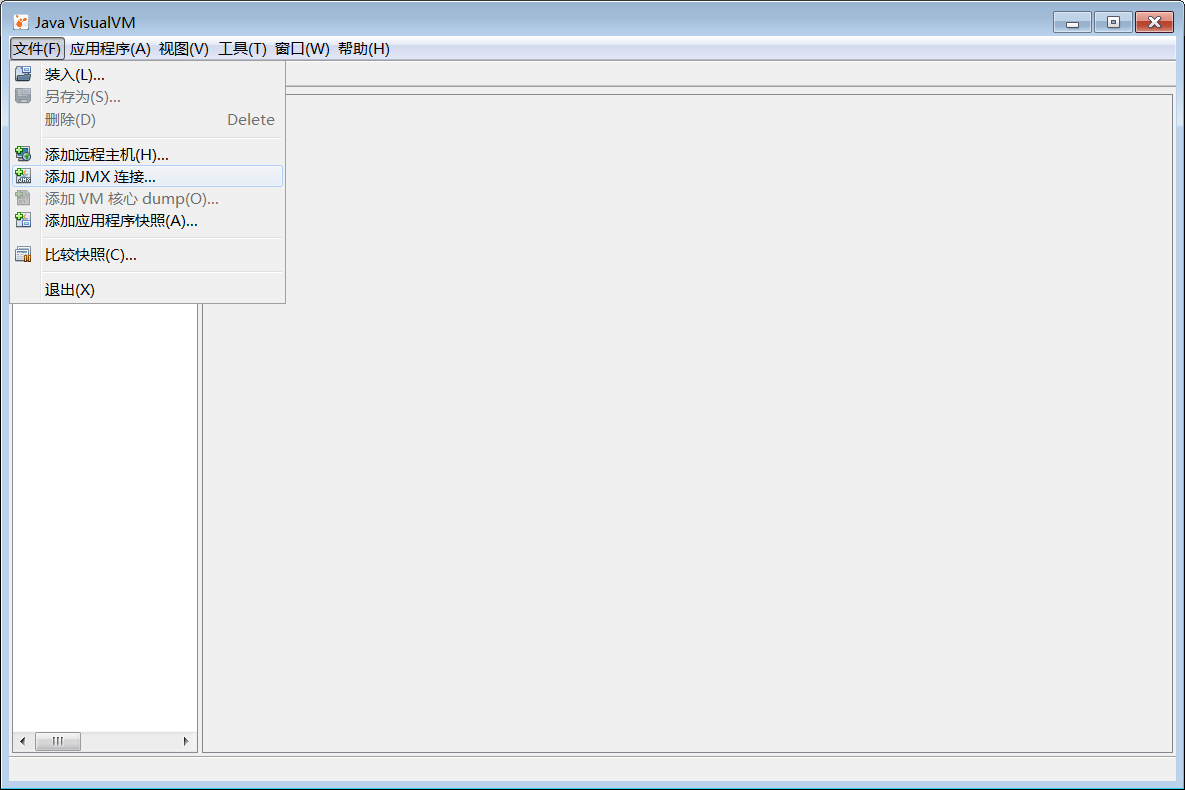 Java VisualVM
文件(F) 应用程序(A) 视图(V) 工具(T) 窗口(W) 帮助(H)
装入(L)...
另存为(S)...
删除(D) Delete
添加远程主机(H)...
添加 JMX 连接...
添加 VM 核心 dump(O)...
添加应用程序快照(A)...
比较快照(C)...
退出(X)